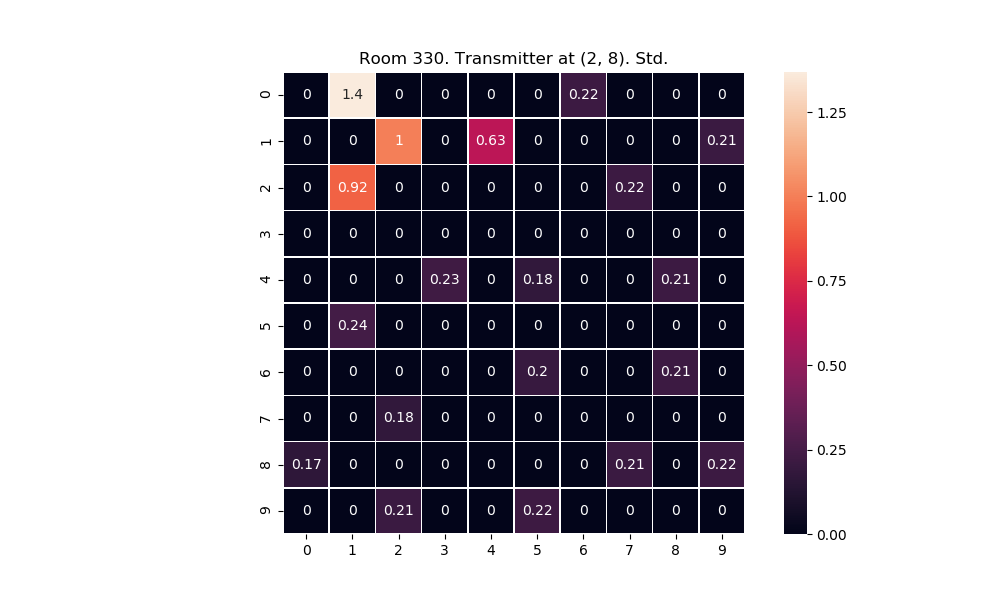 Room 330. Transmitter at (2, 8). Std.
0 0 1.4 0 0 0 0 0.22 0 0 0
1 0 0 1 0 0.63 0 0 0 0 0.21
2 0 0.92 0 0 0 0 0 0.22 0 0
3 0 0 0 0 0 0 0 0 0 0
4 0 0 0 0.23 0 0.18 0 0 0.21 0
5 0 0.24 0 0 0 0 0 0 0 0
6 0 0 0 0 0 0.2 0 0 0.21 0
7 0 0 0.18 0 0 0 0 0 0 0
8 0.17 0 0 0 0 0 0 0.21 0 0.22
9 0 0 0.21 0 0 0.22 0 0 0 0
0 1 2 3 4 5 6 7 8 9
1.25
1.00
0.75
0.50
0.25
0.00